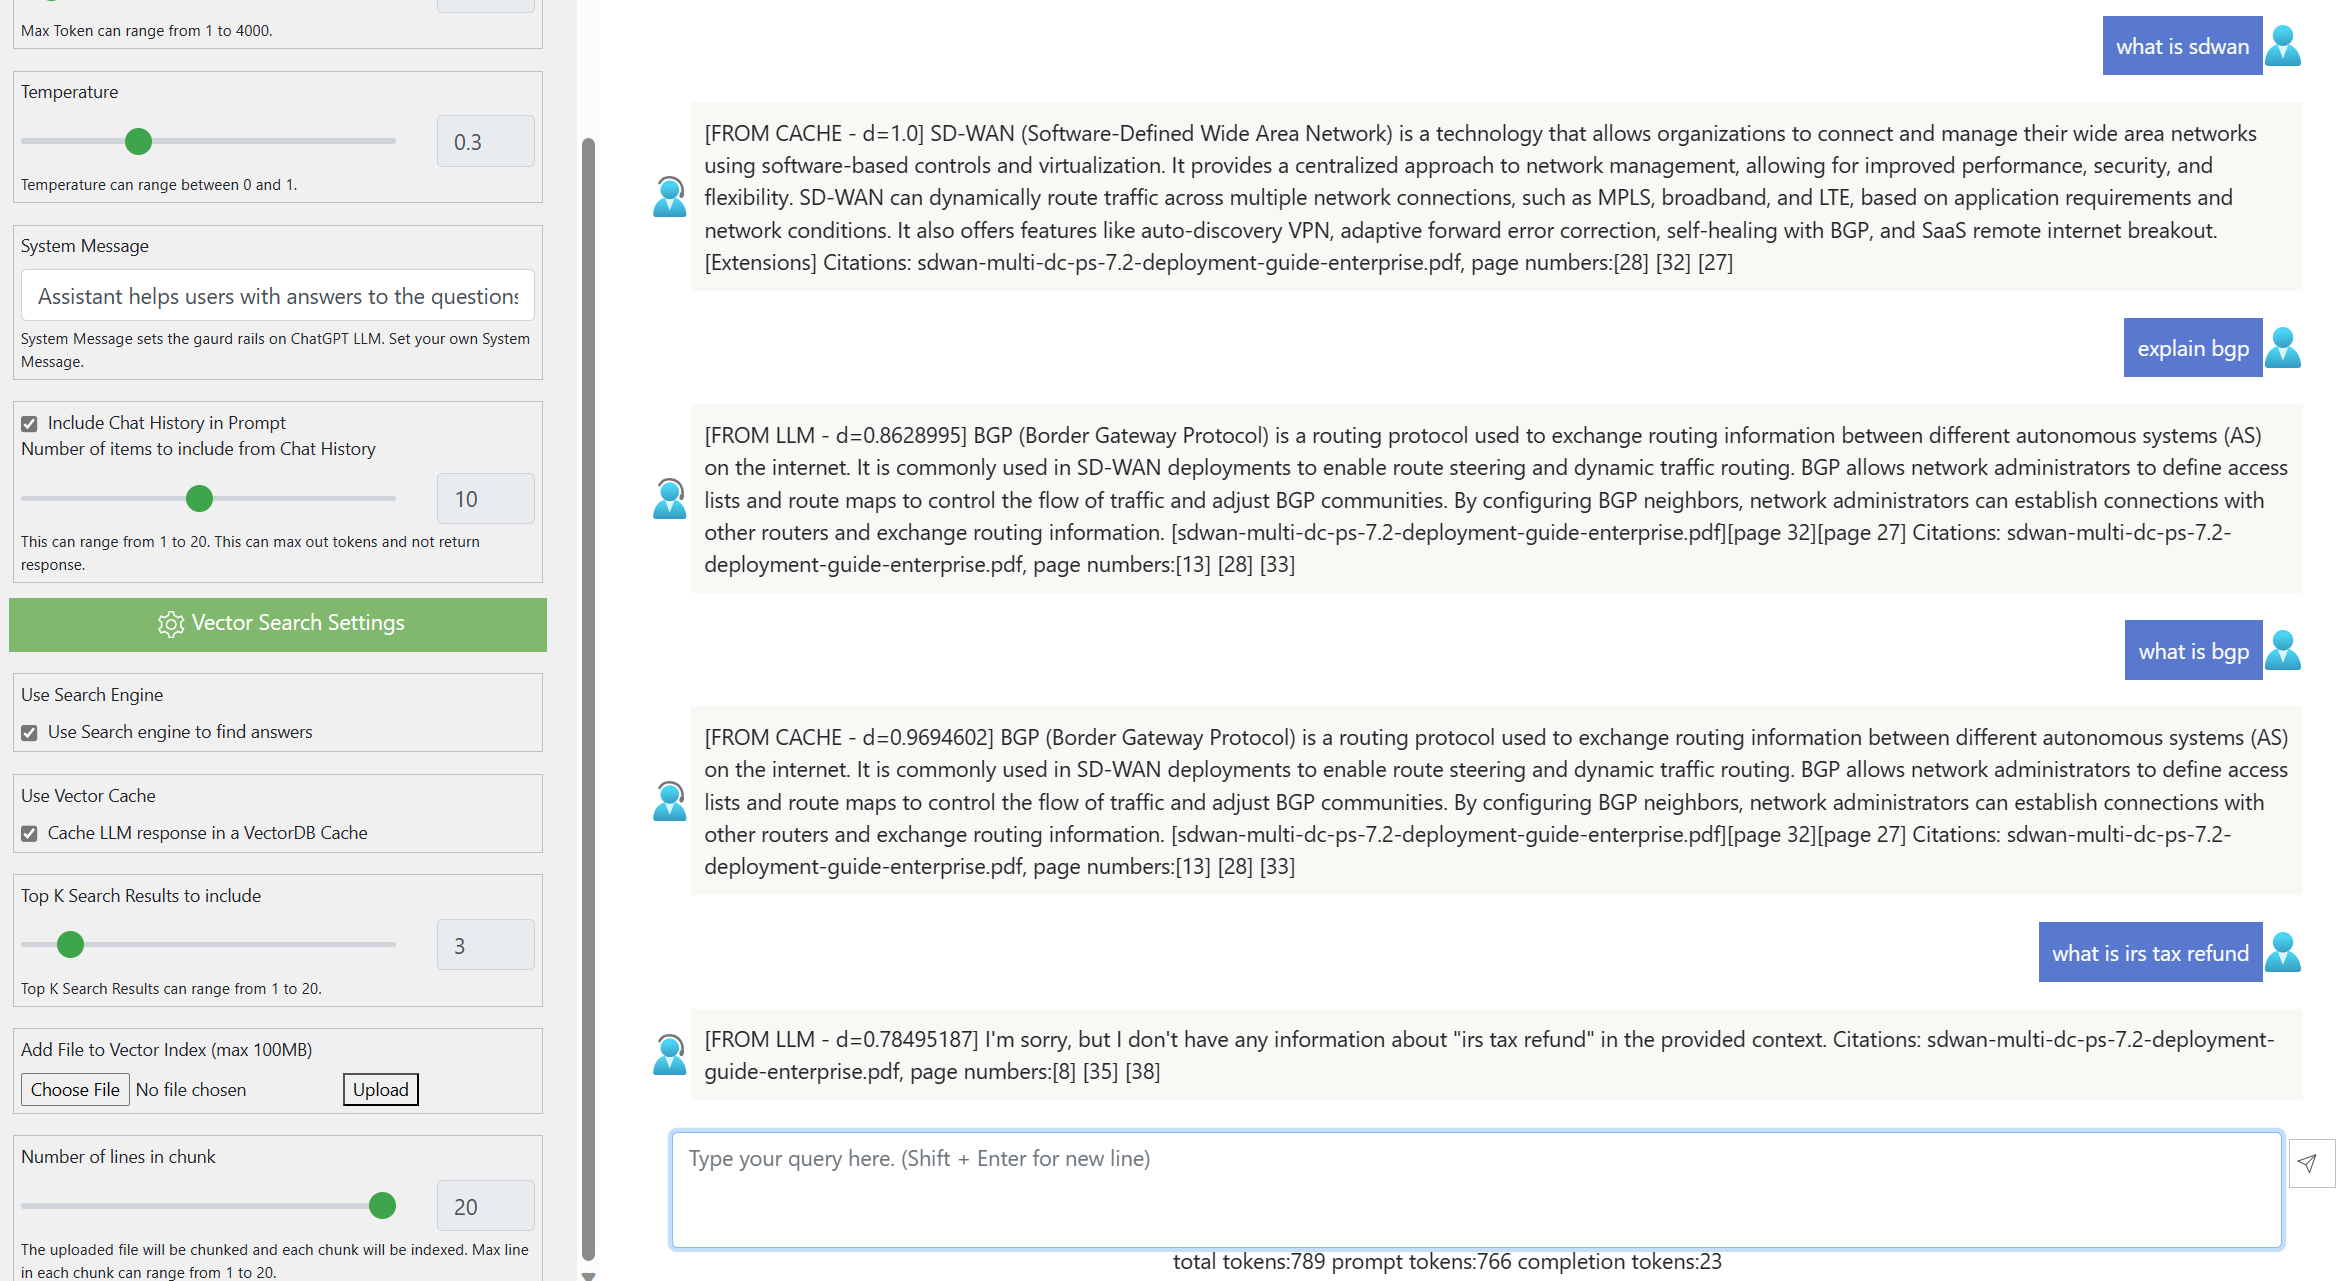 Max Token can range from 1 to 4000.
Temperature
0.3
Temperature can range between 0 and 1.
System Message
Assistant helps users with answers to the questions
System Message sets the gaurd rails on ChatGPT LLM. Set your own System
Message.
Include Chat History in Prompt
Number of items to include from Chat History
10
This can range from 1 to 20. This can max out tokens and not return
response.
Vector Search Settings
Use Search Engine
Use Search engine to find answers
Use Vector Cache
Cache LLM response in a VectorDB Cache
Top K Search Results to include
3
Top K Search Results can range from 1 to 20.
Add File to Vector Index (max 100MB)
Choose File No file chosen Upload
Number of lines in chunk
20
The uploaded file will be chunked and each chunk will be indexed. Max line
in each chunk can range from 1 to 20.
what is sdwan
[FROM CACHE - d=1.0] SD-WAN (Software-Defined Wide Area Network) is a technology that allows organizations to connect and manage their wide area networks
using software-based controls and virtualization. It provides a centralized approach to network management, allowing for improved performance, security, and
flexibility. SD-WAN can dynamically route traffic across multiple network connections, such as MPLS, broadband, and LTE, based on application requirements and
network conditions. It also offers features like auto-discovery VPN, adaptive forward error correction, self-healing with BGP, and SaaS remote internet breakout.
[Extensions] Citations: sdwan-multi-dc-ps-7.2-deployment-guide-enterprise.pdf, page numbers:[28] [32] [27]
explain bgp
[FROM LLM - d=0.8628995] BGP (Border Gateway Protocol) is a routing protocol used to exchange routing information between different autonomous systems (AS)
on the internet. It is commonly used in SD-WAN deployments to enable route steering and dynamic traffic routing. BGP allows network administrators to define access
lists and route maps to control the flow of traffic and adjust BGP communities. By configuring BGP neighbors, network administrators can establish connections with
other routers and exchange routing information. [sdwan-multi-dc-ps-7.2-deployment-guide-enterprise.pdf][page 32][page 27] Citations: sdwan-multi-dc-ps-7.2-
deployment-guide-enterprise.pdf, page numbers:[13] [28] [33]
what is bgp
[FROM CACHE - d=0.9694602] BGP (Border Gateway Protocol) is a routing protocol used to exchange routing information between different autonomous systems (AS)
on the internet. It is commonly used in SD-WAN deployments to enable route steering and dynamic traffic routing. BGP allows network administrators to define access
lists and route maps to control the flow of traffic and adjust BGP communities. By configuring BGP neighbors, network administrators can establish connections with
other routers and exchange routing information. [sdwan-multi-dc-ps-7.2-deployment-guide-enterprise.pdf][page 32][page 27] Citations: sdwan-multi-dc-ps-7.2-
deployment-guide-enterprise.pdf, page numbers:[13] [28] [33]
what is irs tax refund
[FROM LLM - d=0.78495187] I'm sorry, but I don't have any information about "irs tax refund" in the provided context. Citations: sdwan-multi-dc-ps-7.2-deployment-
guide-enterprise.pdf, page numbers:[8] [35] [38]
Type your query here. (Shift + Enter for new line)
total tokens:789 prompt tokens:766 completion tokens:23